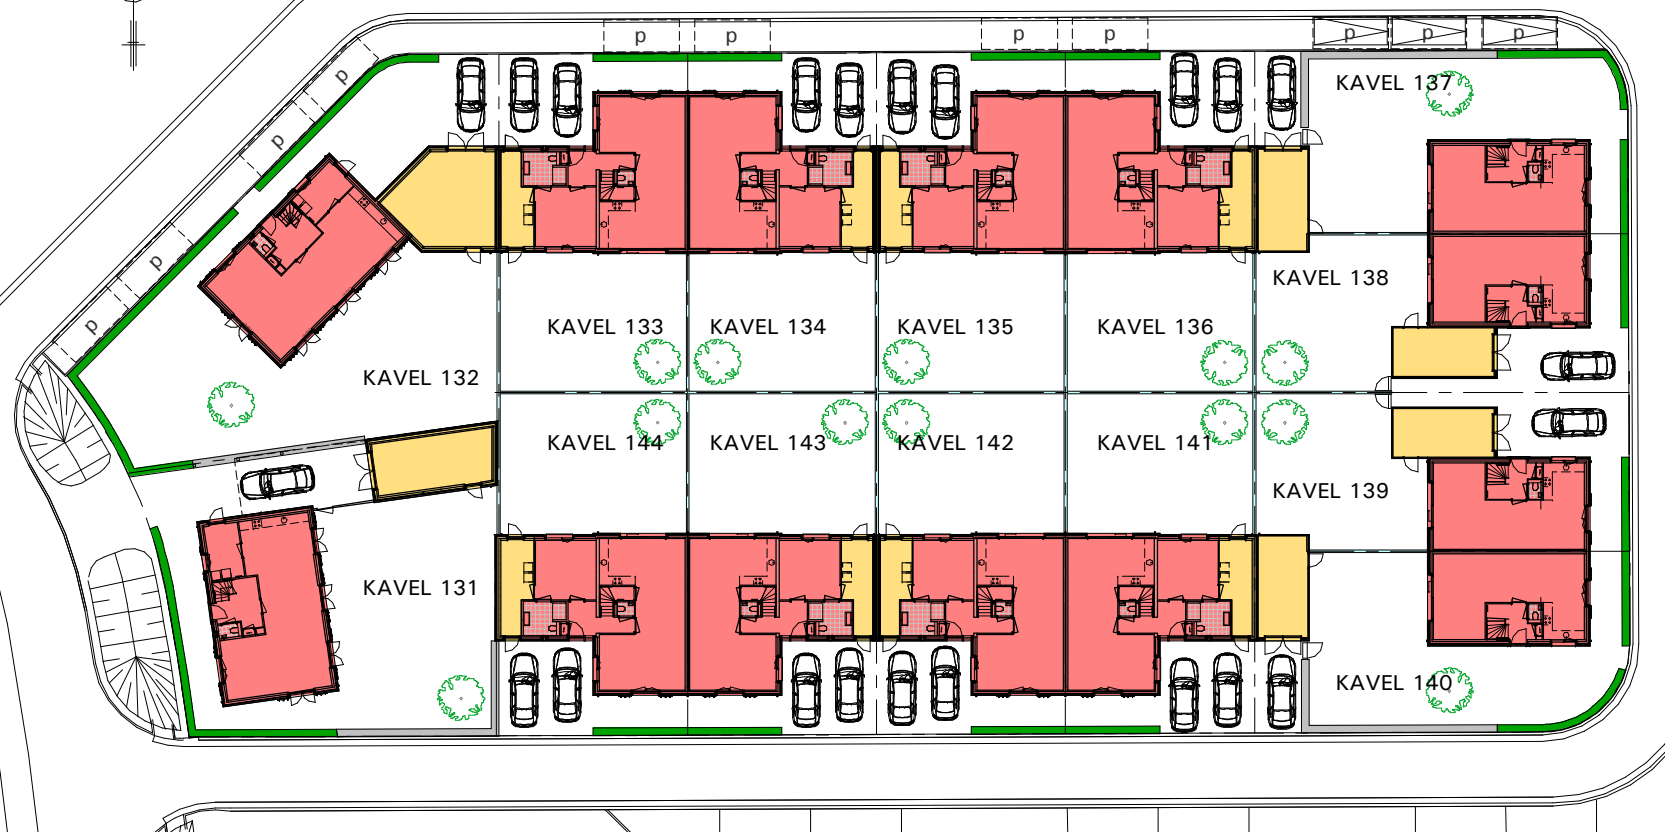 p p p p p p p
p
KAVEL 137
p
p
p
KAVEL 138
KAVEL 133 KAVEL 134 KAVEL 135 KAVEL 136
KAVEL 132
KAVEL 144 KAVEL 143 KAVEL 142 KAVEL 141
KAVEL 139
KAVEL 131
KAVEL 140